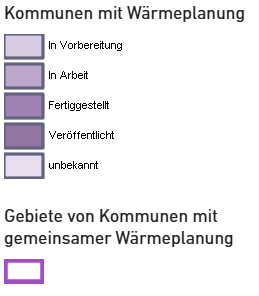 Kommunen mit Wärmeplanung
In Vorbereitung
In Arbeit
Fertiggestellt
Veröffentlicht
unbekannt
Gebiete von Kommunen mit
gemeinsamer Wärmeplanung